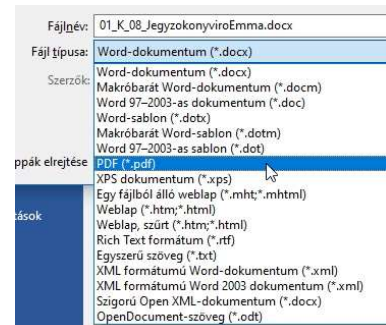 Fájlnév: 01_K_08_JegyzokonyviroEmma.docx
Fájl típusa: Word-dokumentum (*.docx)
Szerzők:
Word-dokumentum (*.docx)
Makróbarát Word-dokumentum (*.docm)
Word 97–2003-as dokumentum (*.doc)
Word-sablon (*.dotx)
Makróbarát Word-sablon (*.dotm)
Word 97–2003-as sablon (*.dot)
ppák elrejtése
PDF (*.pdf)
XPS dokumentum (*.xps)
Egy fájlból álló weblap (*.mht;*.mhtml)
Weblap (*.htm;*.html)
tások
Weblap, szűrt (*.htm;*.html)
Rich Text formátum (*.rtf)
Egyszerű szöveg (*.txt)
XML formátumú Word-dokumentum (*.xml)
XML formátumú Word 2003 dokumentum (*.xml)
Szigorú Open XML-dokumentum (*.docx)
OpenDocument-szöveg (*.odt)